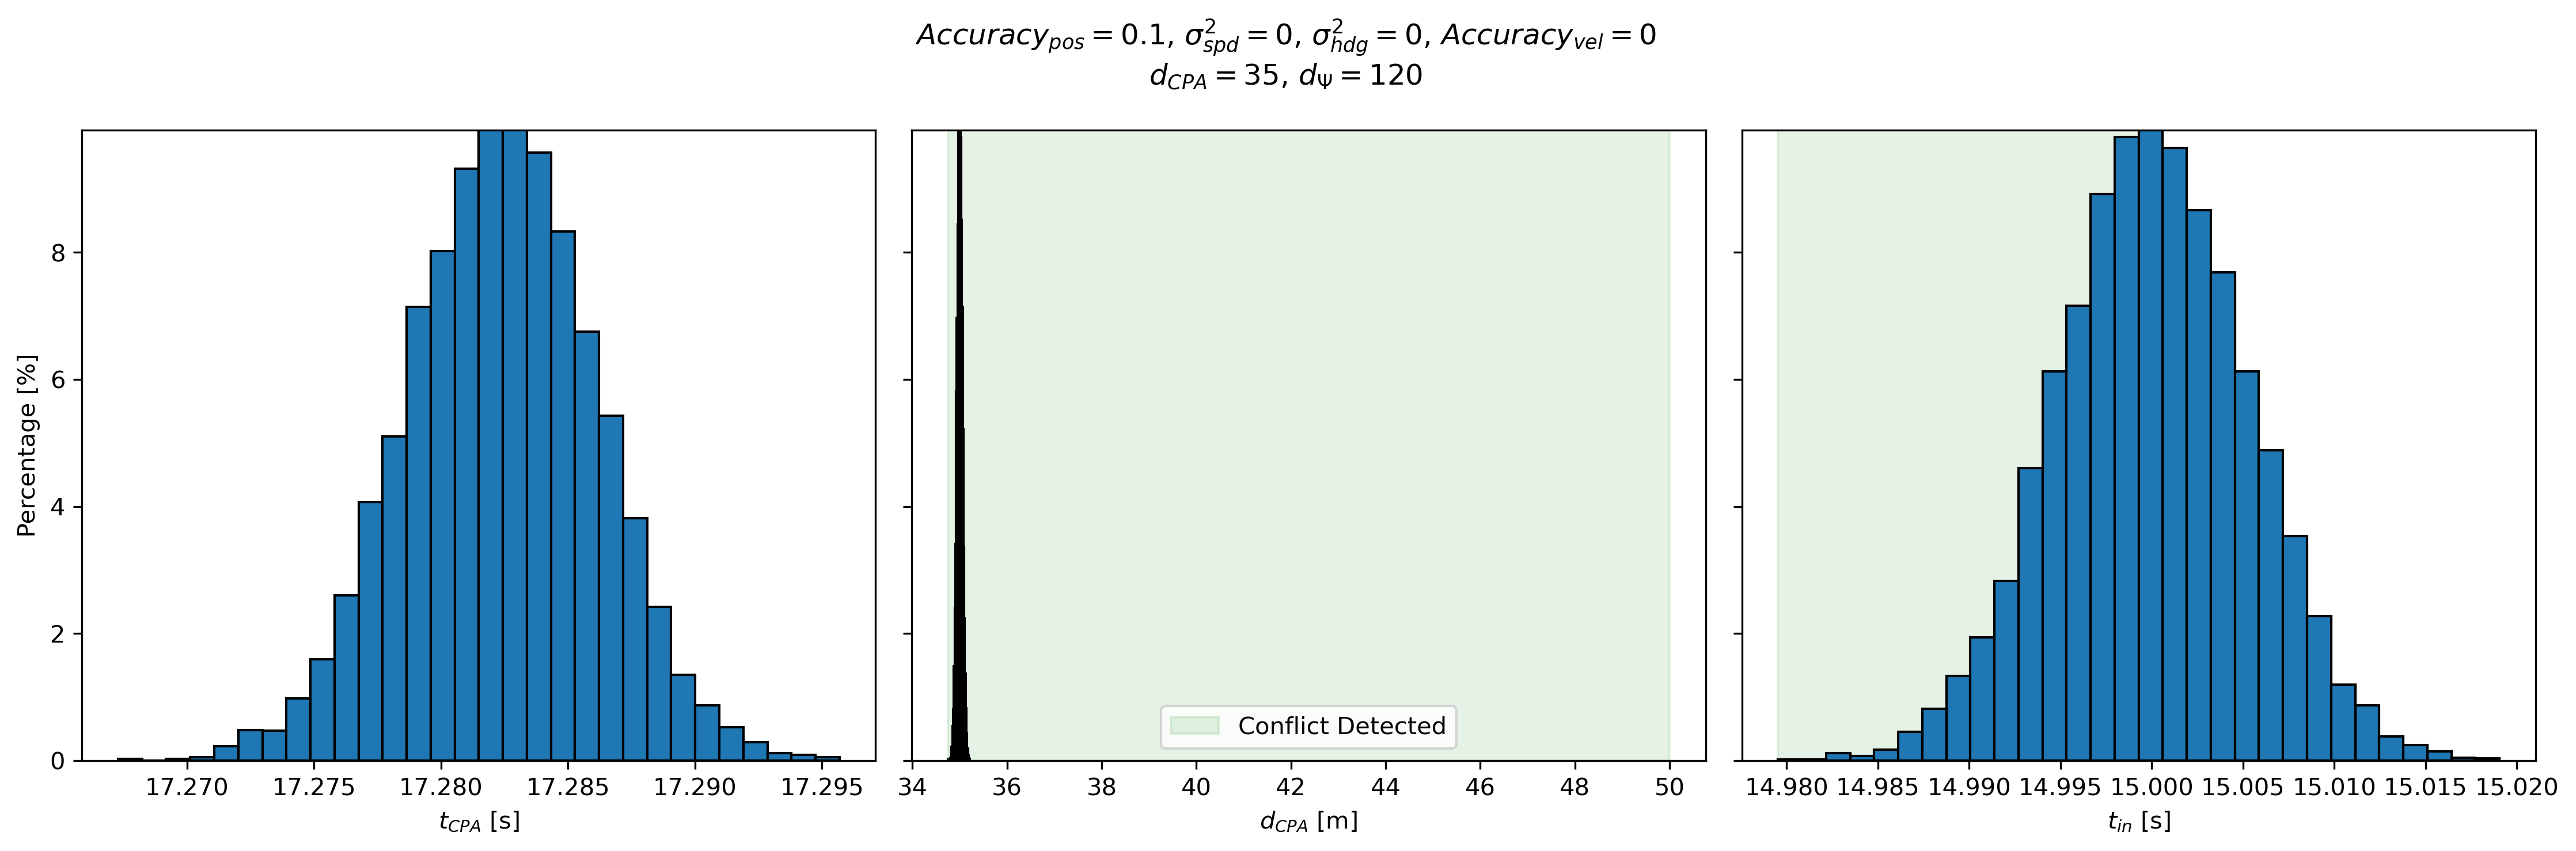 Accuracy_pos = 0.1, σ²_spd = 0, σ²_hdg = 0, Accuracy_vel = 0
d_CPA = 35, d_ψ = 120
Percentage [%]
8
6
4
2
0
17.270 17.275 17.280 17.285 17.290 17.295
t_CPA [s]
Conflict Detected
34 36 38 40 42 44 46 48 50
d_CPA [m]
14.980 14.985 14.990 14.995 15.000 15.005 15.010 15.015 15.020
t_in [s]